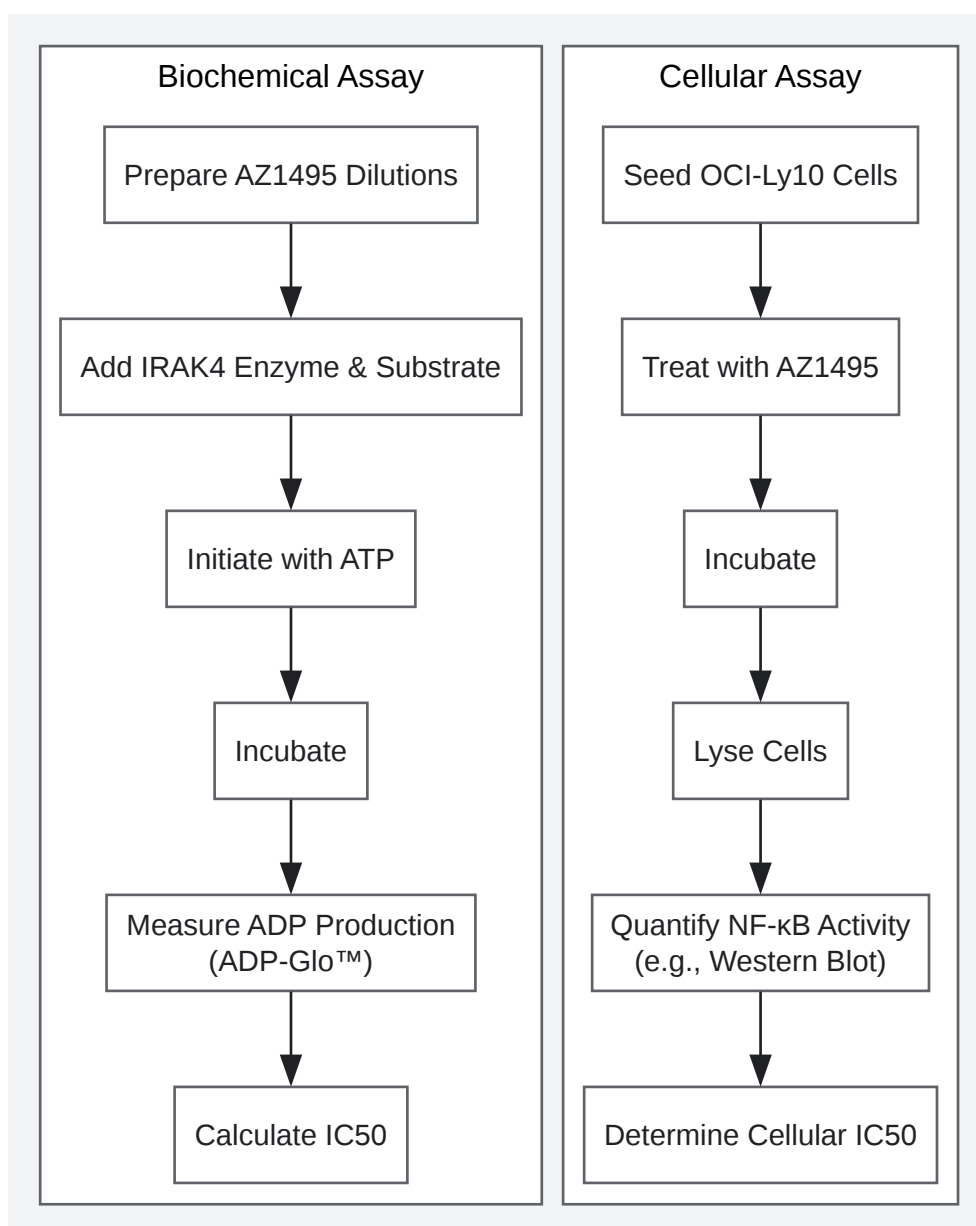 Biochemical Assay
Prepare AZ1495 Dilutions
Add IRAK4 Enzyme & Substrate
Initiate with ATP
Incubate
Measure ADP Production
(ADP-Glo™)
Calculate IC50
Cellular Assay
Seed OCI-Ly10 Cells
Treat with AZ1495
Incubate
Lyse Cells
Quantify NF-κB Activity
(e.g., Western Blot)
Determine Cellular IC50